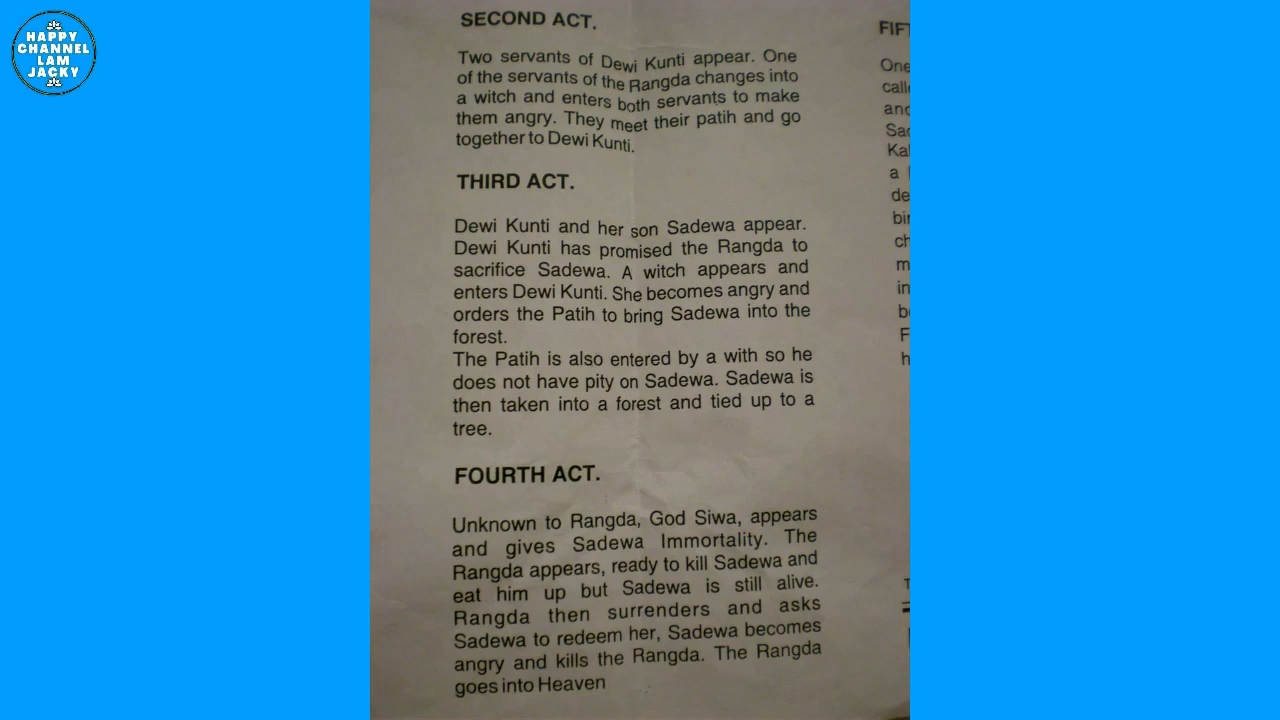 HAPPY
CHANNEL
LAM
JACKY
SECOND ACT.
Two servants of Dewi Kunti appear. One
of the servants of the Rangda changes into
a witch and enters both servants to make
them angry. They meet their patih and go
together to Dewi Kunti.
THIRD ACT.
Dewi Kunti and her son Sadewa appear.
Dewi Kunti has promised the Rangda to
sacrifice Sadewa. A witch appears and
enters Dewi Kunti. She becomes angry and
orders the Patih to bring Sadewa into the
forest.
The Patih is also entered by a with so he
does not have pity on Sadewa. Sadewa is
then taken into a forest and tied up to a
tree.
FOURTH ACT.
Unknown to Rangda, God Siwa, appears
and gives Sadewa Immortality. The
Rangda appears, ready to kill Sadewa and
eat him up but Sadewa is still alive.
Rangda then surrenders and asks
Sadewa to redeem her, Sadewa becomes
angry and kills the Rangda. The Rangda
goes into Heaven
One
a